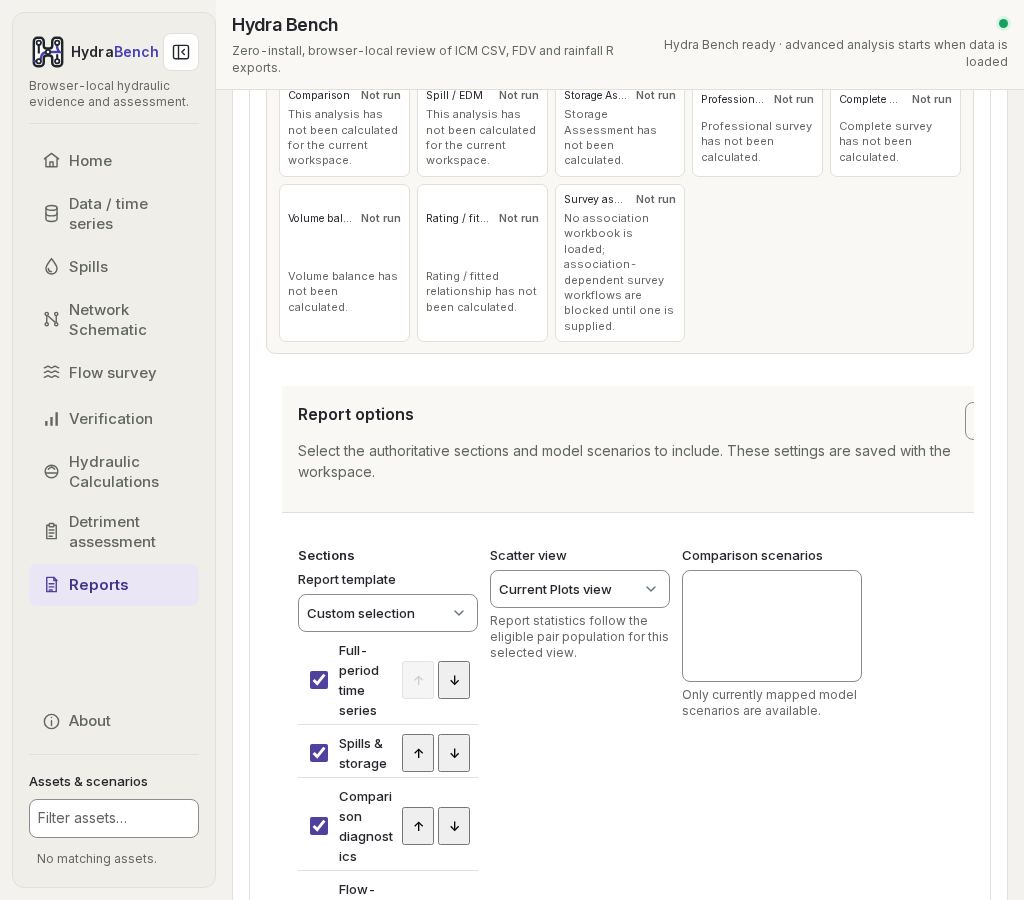 HydraBench
Browser-local hydraulic
evidence and assessment.
Home
Data / time
series
Spills
Network
Schematic
Flow survey
Verification
Hydraulic
Calculations
Detriment
assessment
Reports
About
Assets & scenarios
Filter assets…
No matching assets.
Hydra Bench
Zero-install, browser-local review of ICM CSV, FDV and rainfall R
exports.
Hydra Bench ready · advanced analysis starts when data is
loaded
Comparison Not run
This analysis has
not been calculated
for the current
workspace.
Spill / EDM Not run
This analysis has
not been calculated
for the current
workspace.
Storage As… Not run
Storage
Assessment has
not been
calculated.
Profession… Not run
Professional survey
has not been
calculated.
Complete … Not run
Complete survey
has not been
calculated.
Volume bal… Not run
Volume balance has
not been
calculated.
Rating / fit… Not run
Rating / fitted
relationship has not
been calculated.
Survey as… Not run
No association
workbook is
loaded;
association-
dependent survey
workflows are
blocked until one is
supplied.
Report options
Select the authoritative sections and model scenarios to include. These settings are saved with the
workspace.
Sections
Report template
Custom selection
Full-
period
time
series
↑ ↓
Spills &
storage
↑ ↓
Compari
son
diagnost
ics
↑ ↓
Flow-
Scatter view
Current Plots view
Report statistics follow the
eligible pair population for this
selected view.
Comparison scenarios
Only currently mapped model
scenarios are available.